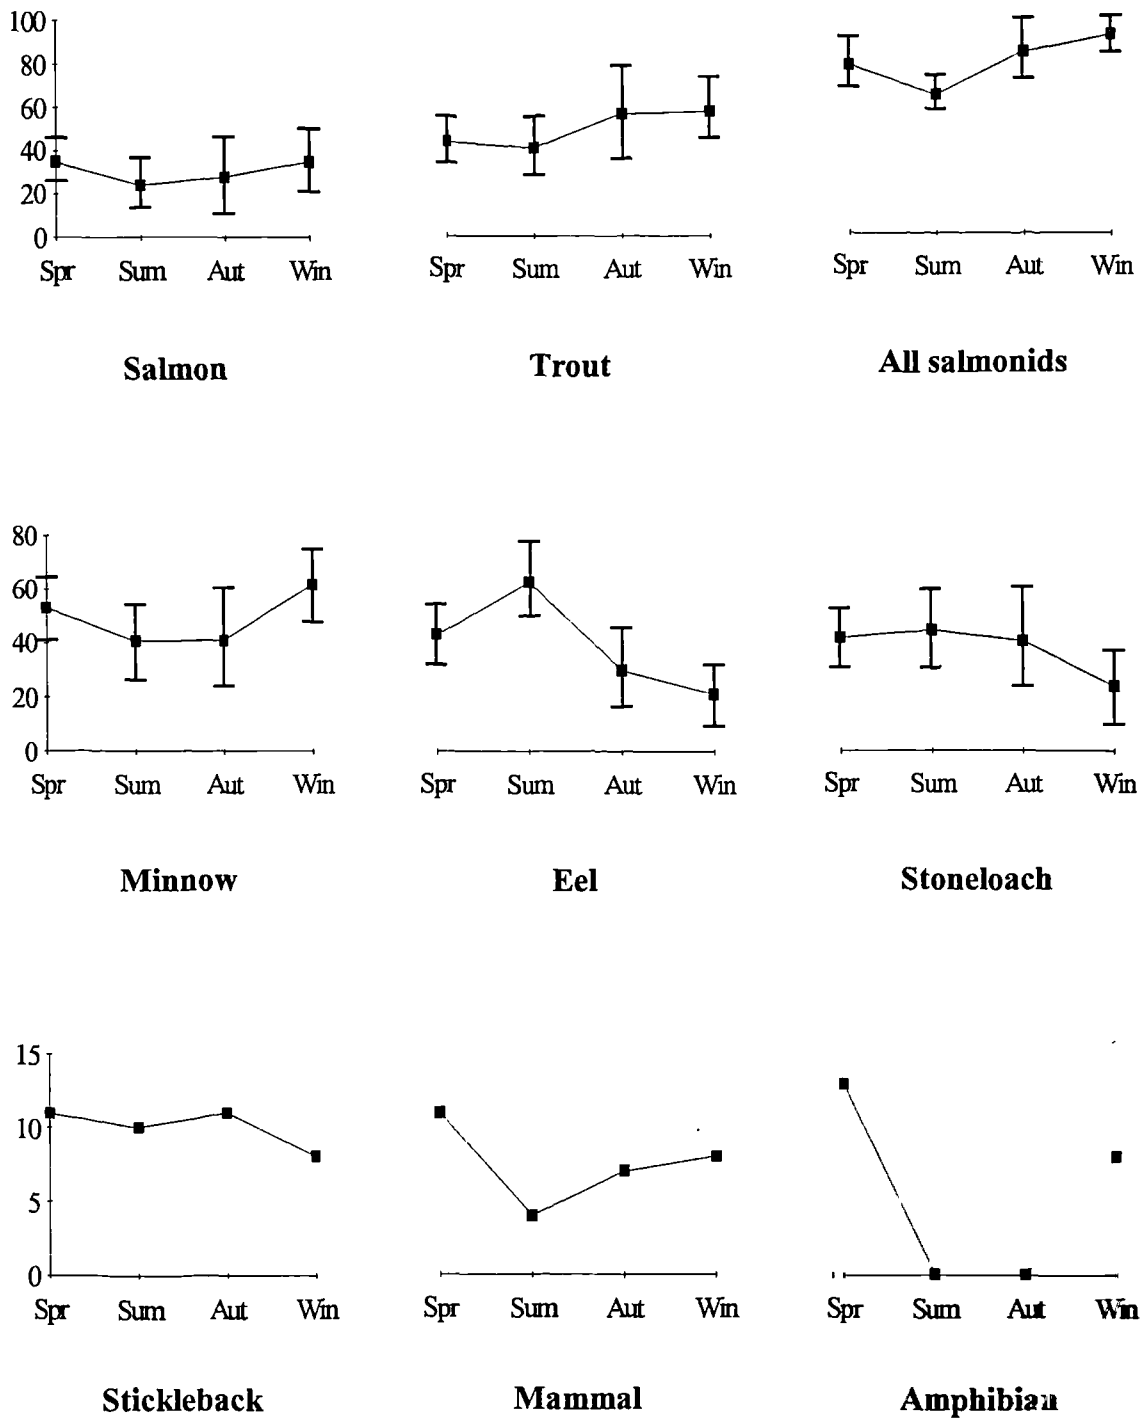 100
80
60
40
20
0
Spr Sum Aut Win Spr Sum Aut Win Spr Sum Aut Win
Salmon Trout All salmonids
80
60
40
20
0
Spr Sum Aut Win Spr Sum Aut Win Spr Sum Aut Win
Minnow Eel Stoneloach
15
10
5
0
Spr Sum Aut Win Spr Sum Aut Win Spr Sum Aut Win
Stickleback Mammal Amphibian